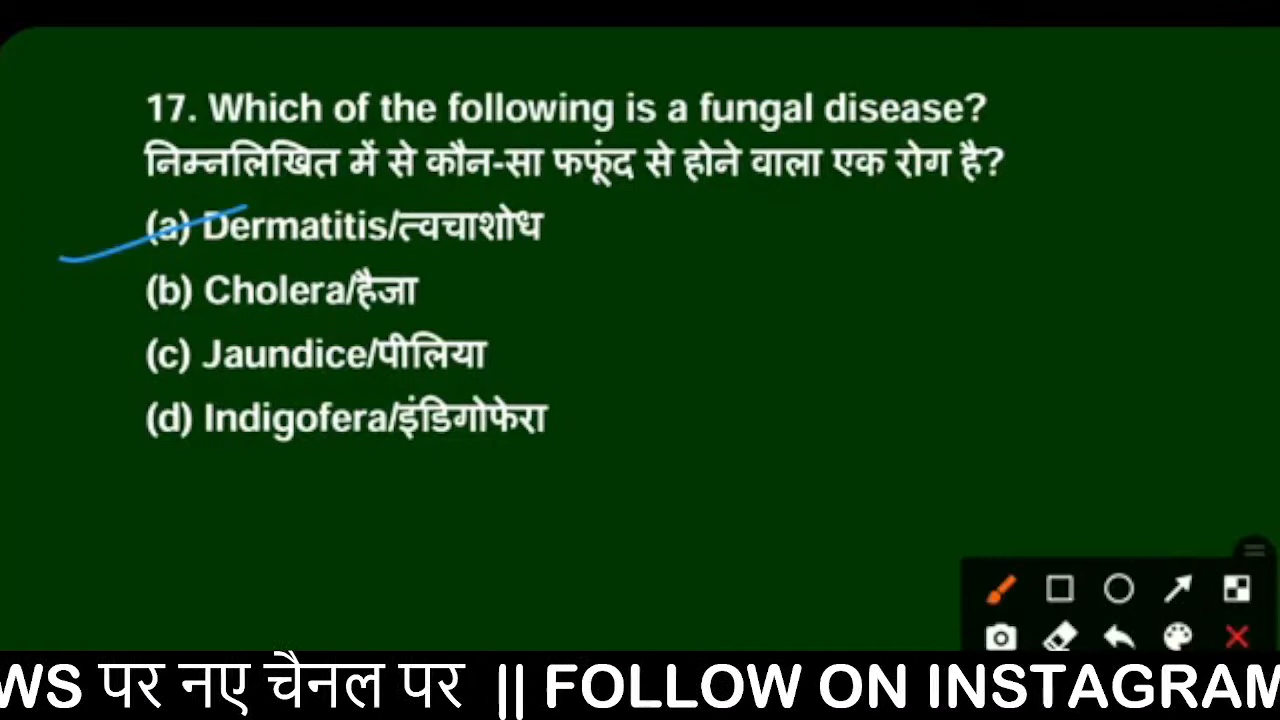 17. Which of the following is a fungal disease?
निम्नलिखित में से कौन-सा फफूंद से होने वाला एक रोग है?
(a) Dermatitis/त्वचाशोध
(b) Cholera/हैजा
(c) Jaundice/पीलिया
(d) Indigofera/इंडिगोफेरा
WS पर नए चैनल पर || FOLLOW ON INSTAGRAM